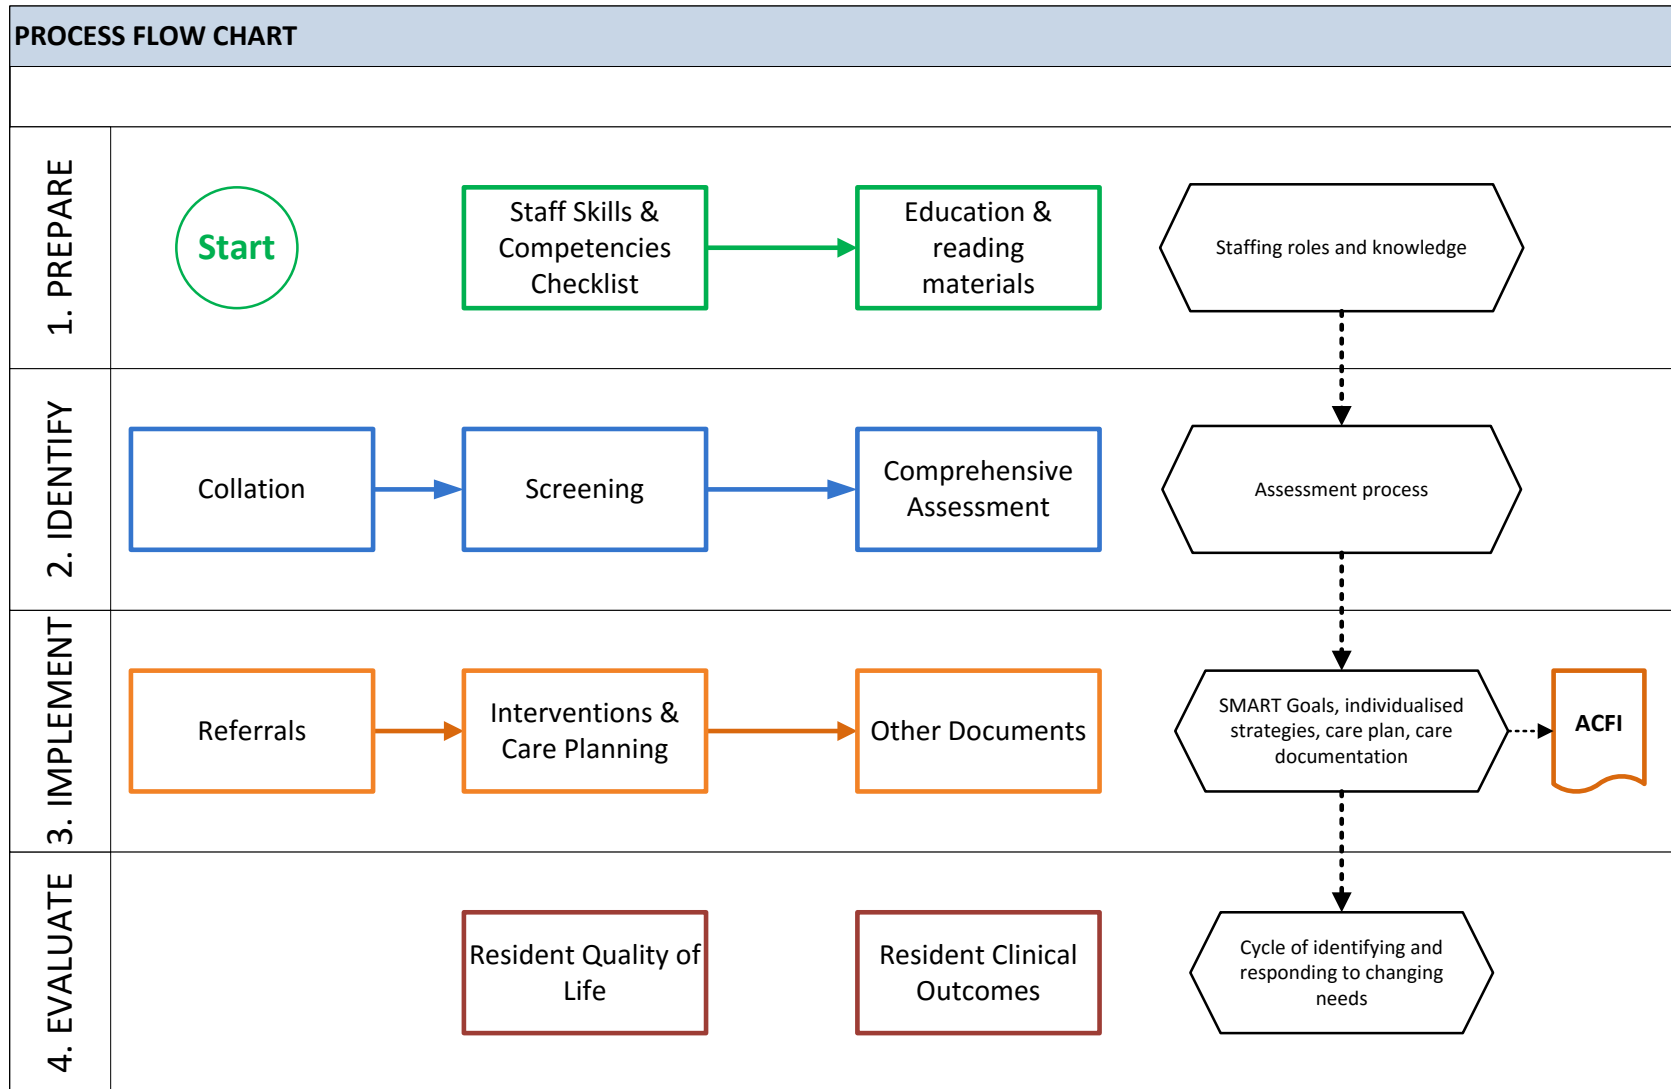 PROCESS FLOW CHART
1. PREPARE
Start
Staff Skills &
Competencies
Checklist
Education &
reading
materials
Staffing roles and knowledge
2. IDENTIFY
Collation
Screening
Comprehensive
Assessment
Assessment process
3. IMPLEMENT
Referrals
Interventions &
Care Planning
Other Documents
SMART Goals, individualised
strategies, care plan, care
documentation
ACFI
4. EVALUATE
Resident Quality of
Life
Resident Clinical
Outcomes
Cycle of identifying and
responding to changing
needs